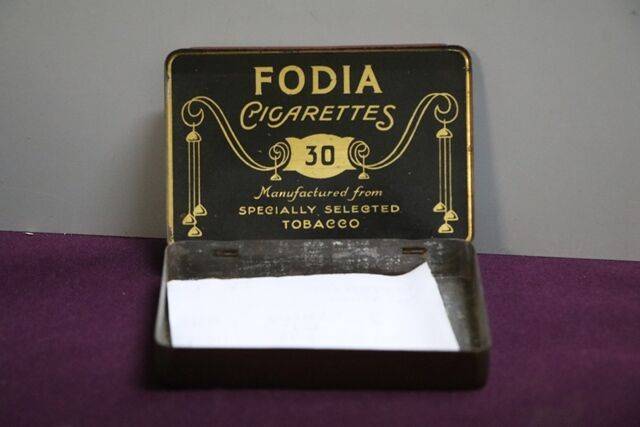 FODIA
CIGARETTES
30
Manufactured from
SPECIALLY SELECTED
TOBACCO